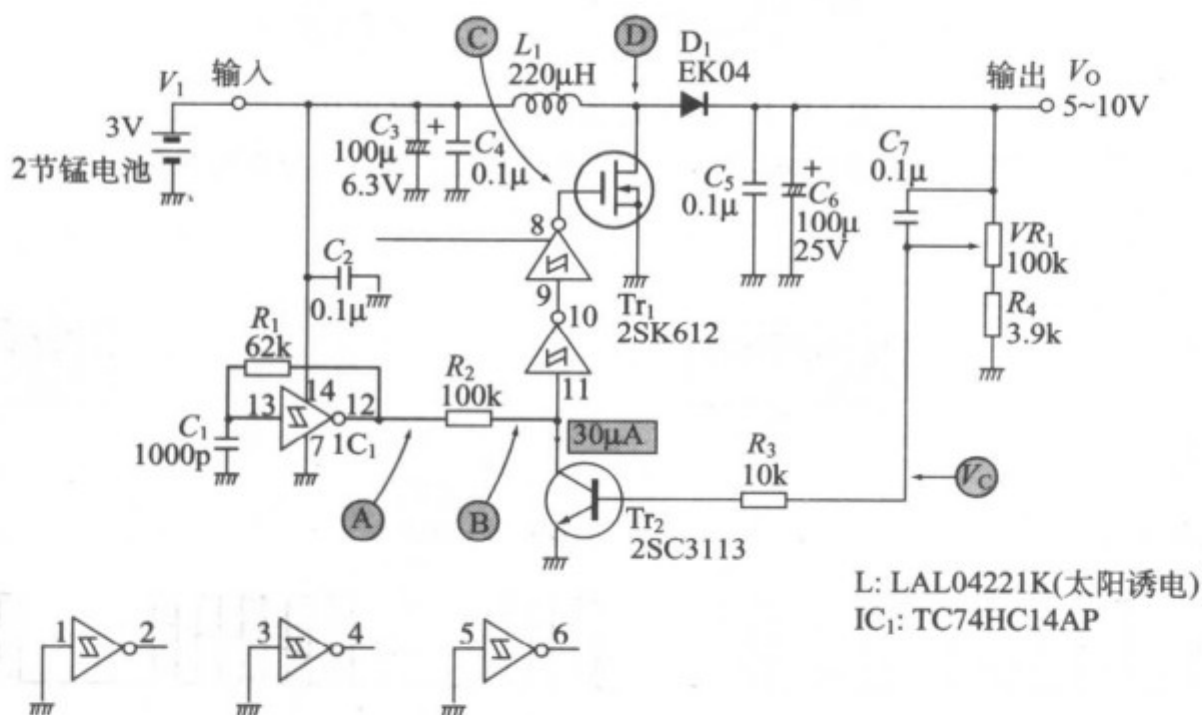 C
L₁
220μH
D
D₁
EK04
V₁
输入
输出
V_O
5~10V
3V
2节锰电池
C₃
100μ
6.3V
+
C₄
0.1μ
C₅
0.1μ
+
C₆
100μ
25V
C₇
0.1μ
VR₁
100k
R₄
3.9k
8
9
10
11
Tr₁
2SK612
C₂
0.1μ
R₁
62k
13
14
12
7
1C₁
C₁
1000p
R₂
100k
30μA
R₃
10k
V_C
A
B
Tr₂
2SC3113
L: LAL04221K(太阳诱电)
IC₁: TC74HC14AP
1 2
3 4
5 6